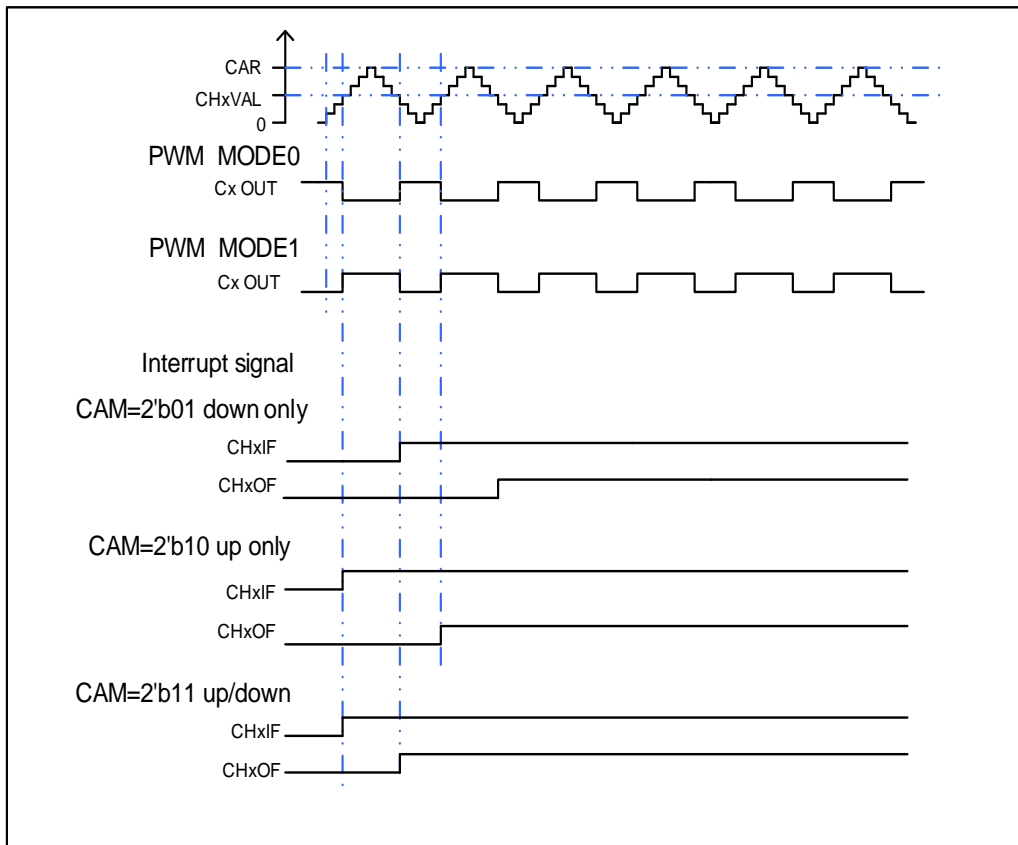 CAR
CHxVAL
0
PWM MODE0
Cx OUT
PWM MODE1
Cx OUT
Interrupt signal
CAM=2'b01 down only
CHxIF
CHxOF
CAM=2'b10 up only
CHxIF
CHxOF
CAM=2'b11 up/down
CHxIF
CHxOF